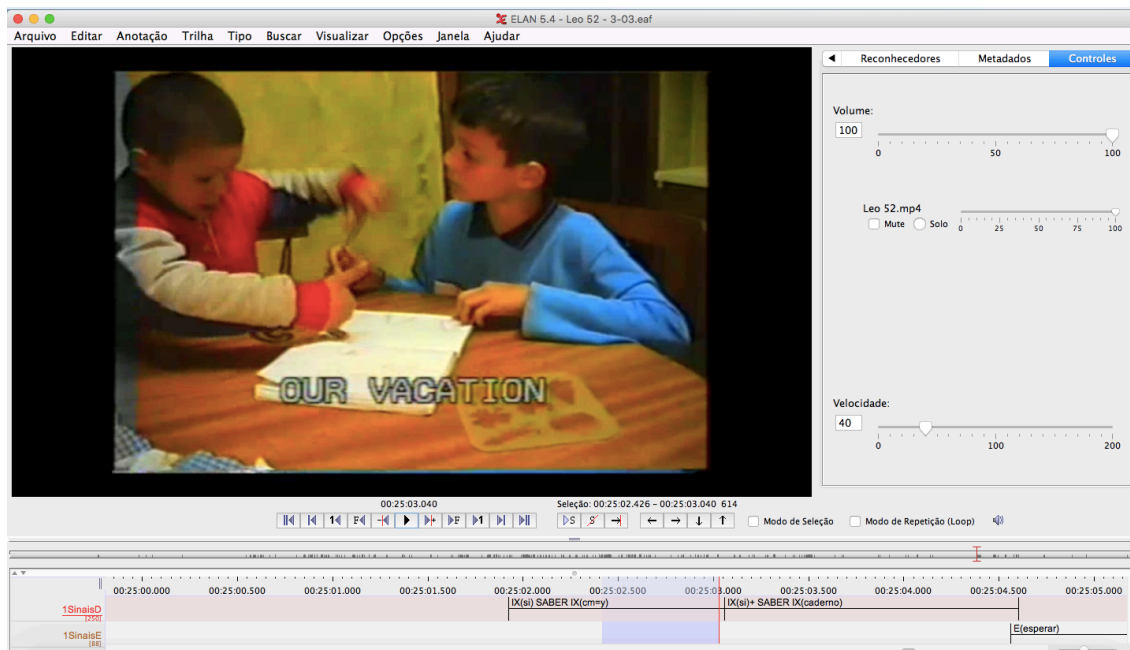 ELAN 5.4 - Leo 52 - 3-03.eaf
Arquivo Editar Anotação Trilha Tipo Buscar Visualizar Opções Janela Ajudar
Reconhecedores Metadados Controles
Volume:
100
0 50 100
Leo 52.mp4
Mute Solo 0 25 50 75 100
OUR VACATION
Velocidade:
40
0 100 200
00:25:03.040 Seleção: 00:25:02.426 - 00:25:03.040 614
Modo de Seleção Modo de Repetição (Loop)
00:25:00.000 00:25:00.500 00:25:01.000 00:25:01.500 00:25:02.000 00:25:02.500 00:25:03.000 00:25:03.500 00:25:04.000 00:25:04.500 00:25:05.000
1SinaisD IX(si) SABER IX(cm=y) IX(si)+ SABER IX(caderno)
[250]
1SinaisE E(esperar)
[88]